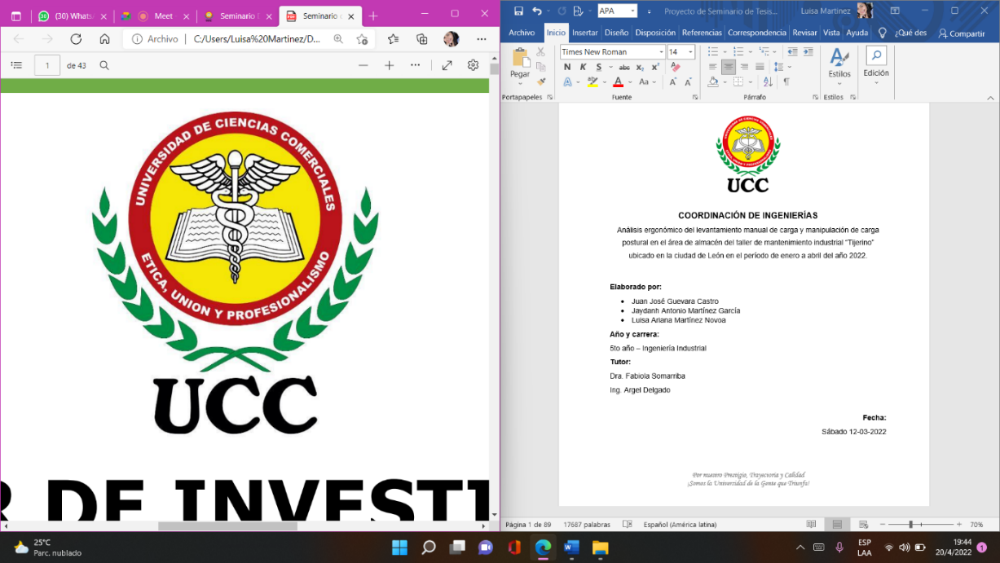 (30) Whats
Meet
Seminario
Seminario
Archivo
C:/Users/Luisa%20Martinez/D...
1
de 43
UNIVERSIDAD DE CIENCIAS COMERCIALES
ETICA, UNION Y PROFESIONALISMO
UCC
R DE INVESTI
APA
Proyecto de Seminario de Tesis...
Luisa Martinez
Archivo
Inicio
Insertar
Diseño
Disposición
Referencias
Correspondencia
Revisar
Vista
Ayuda
¿Qué des
Compartir
Pegar
Times New Roman
14
N K S abc x₂ x²
A Aa A A
Estilos
Edición
Portapapeles
Fuente
Párrafo
Estilos
UCC
COORDINACIÓN DE INGENIERÍAS
Análisis ergonómico del levantamiento manual de carga y manipulación de carga
postural en el área de almacén del taller de mantenimiento industrial “Tijerino”
ubicado en la ciudad de León en el período de enero a abril del año 2022.
Elaborado por:
• Juan José Guevara Castro
• Jaydanh Antonio Martínez García
• Luisa Ariana Martínez Novoa
Año y carrera:
5to año – Ingeniería Industrial
Tutor:
Dra. Fabiola Somarriba
Ing. Argel Delgado
Fecha:
Sábado 12-03-2022
Por nuestro Prestigio, Trayectoria y Calidad
¡Somos la Universidad de la Gente que Triunfa!
Página 1 de 89
17687 palabras
Español (América latina)
70%
25°C
Parc. nublado
ESP
LAA
19:44
20/4/2022
1